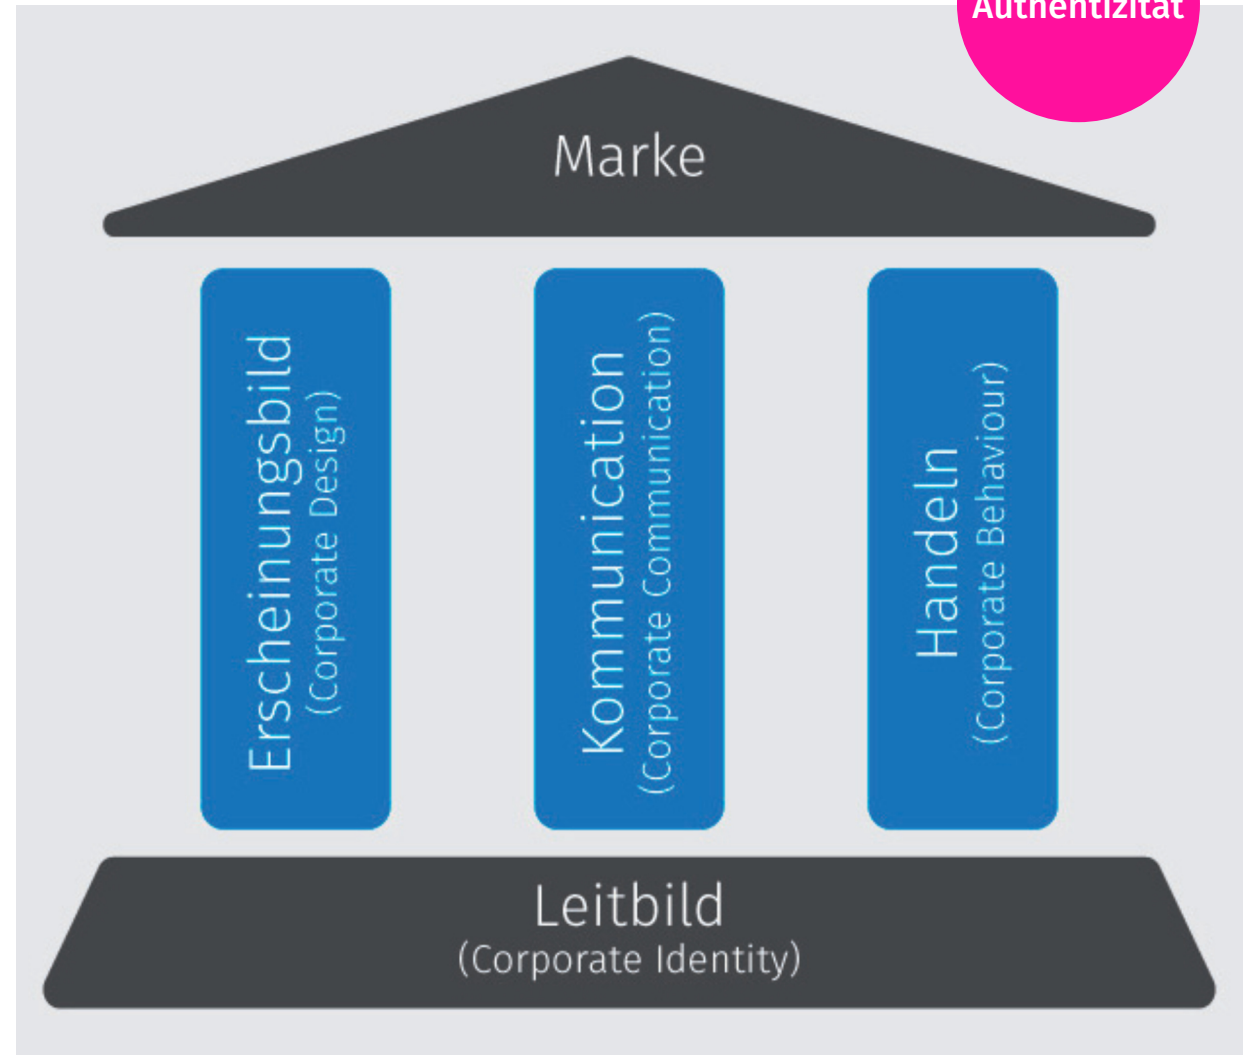 Authentizität
Marke
Erscheinungsbild
(Corporate Design)
Kommunication
(Corporate Communication)
Handeln
(Corporate Behaviour)
Leitbild
(Corporate Identity)